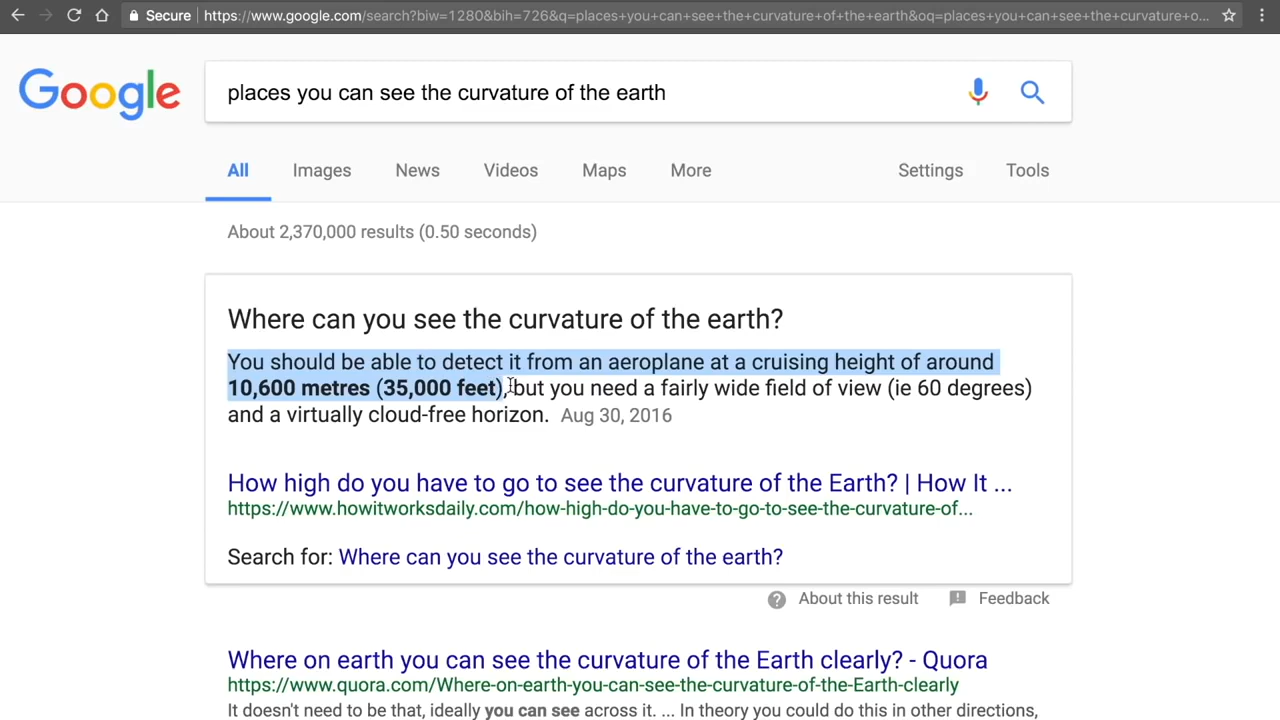 Secure https://www.google.com/search?biw=1280&bih=726&q=places+you+can+see+the+curvature+of+the+earth&oq=places+you+can+see+the+curvature+o...
Google
places you can see the curvature of the earth
All Images News Videos Maps More Settings Tools
About 2,370,000 results (0.50 seconds)
Where can you see the curvature of the earth?
You should be able to detect it from an aeroplane at a cruising height of around
10,600 metres (35,000 feet), but you need a fairly wide field of view (ie 60 degrees)
and a virtually cloud-free horizon. Aug 30, 2016
How high do you have to go to see the curvature of the Earth? | How It ...
https://www.howitworksdaily.com/how-high-do-you-have-to-go-to-see-the-curvature-of...
Search for: Where can you see the curvature of the earth?
About this result Feedback
Where on earth you can see the curvature of the Earth clearly? - Quora
https://www.quora.com/Where-on-earth-you-can-see-the-curvature-of-the-Earth-clearly
It doesn't need to be that, ideally you can see across it. ... In theory you could do this in other directions,